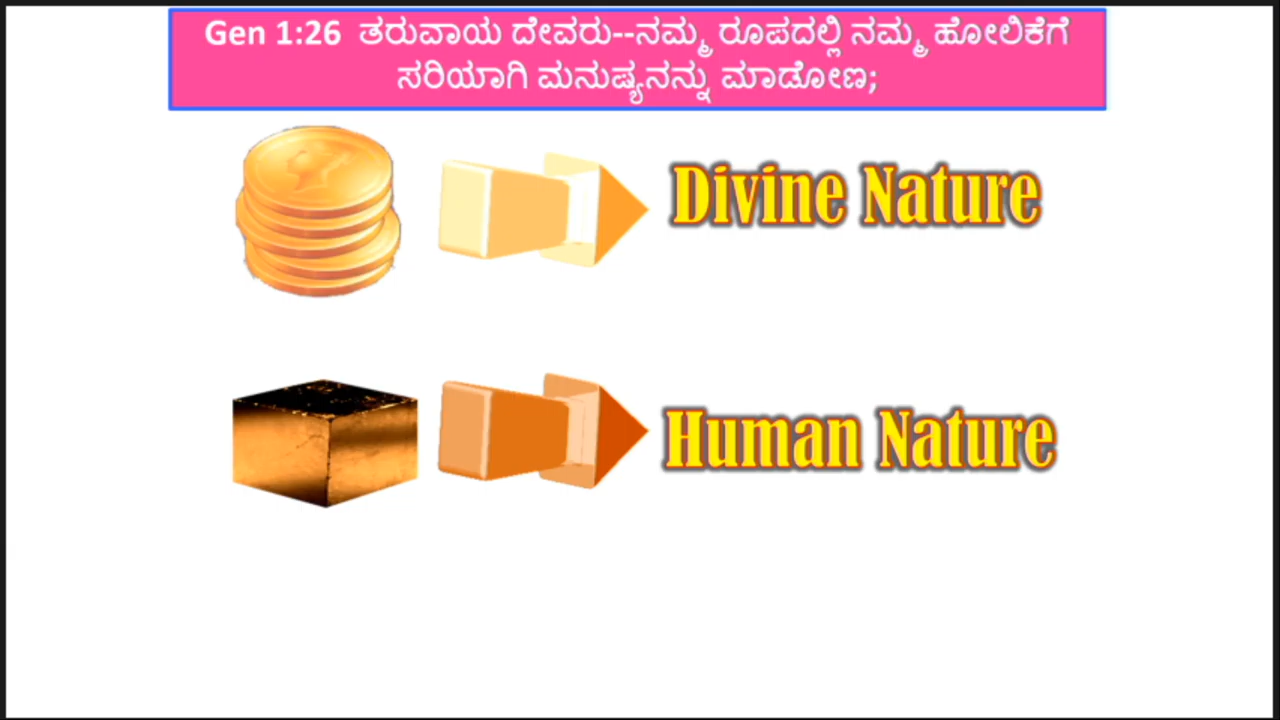 Gen 1:26 ತರುವಾಯ ದೇವರು--ನಮ್ಮ ರೂಪದಲ್ಲಿ ನಮ್ಮ ಹೋಲಿಕೆಗೆ
ಸರಿಯಾಗಿ ಮನುಷ್ಯನನ್ನು ಮಾಡೋಣ;
Divine Nature
Human Nature